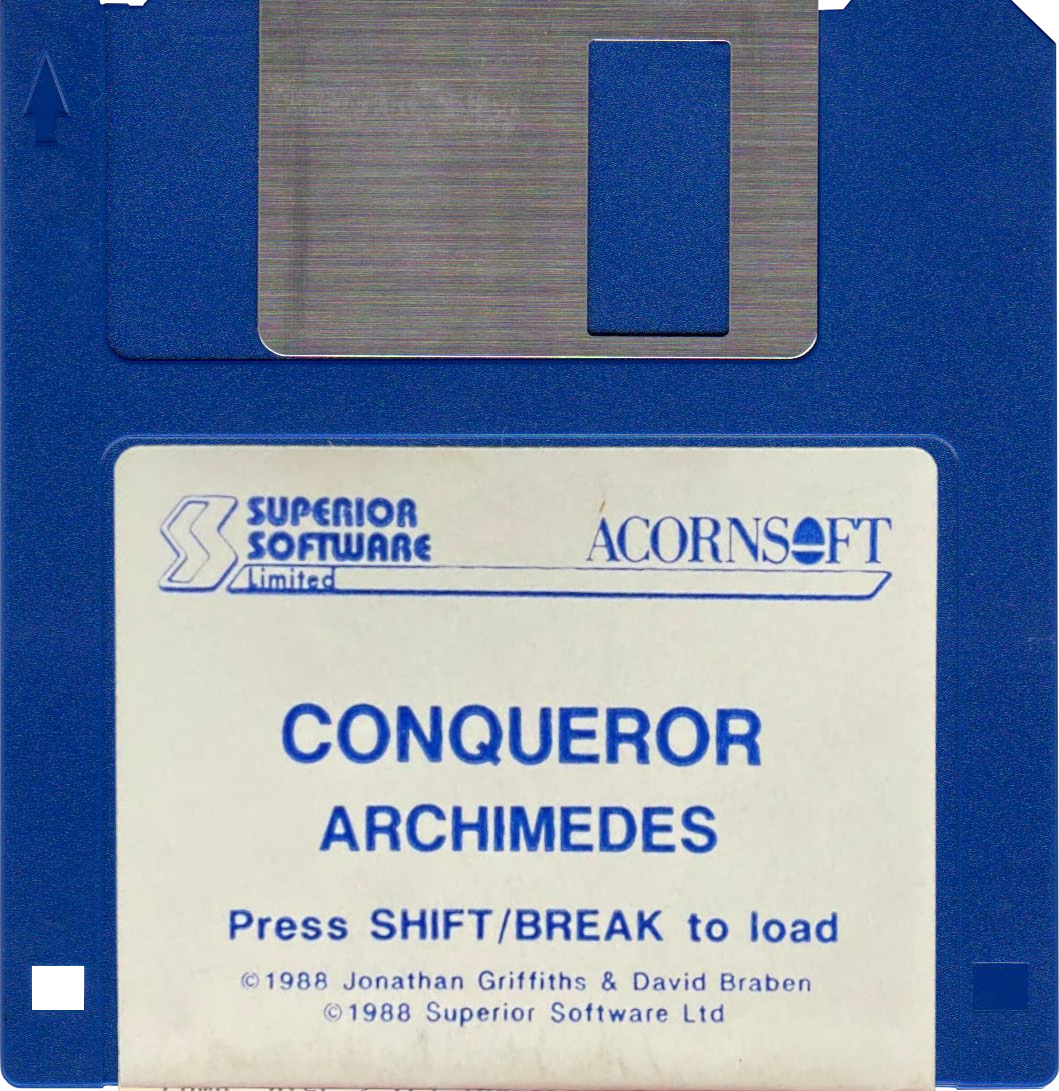 SUPERIOR
SOFTWARE
Limited
ACORNSOFT
CONQUEROR
ARCHIMEDES
Press SHIFT/BREAK to load
©1988 Jonathan Griffiths & David Braben
©1988 Superior Software Ltd